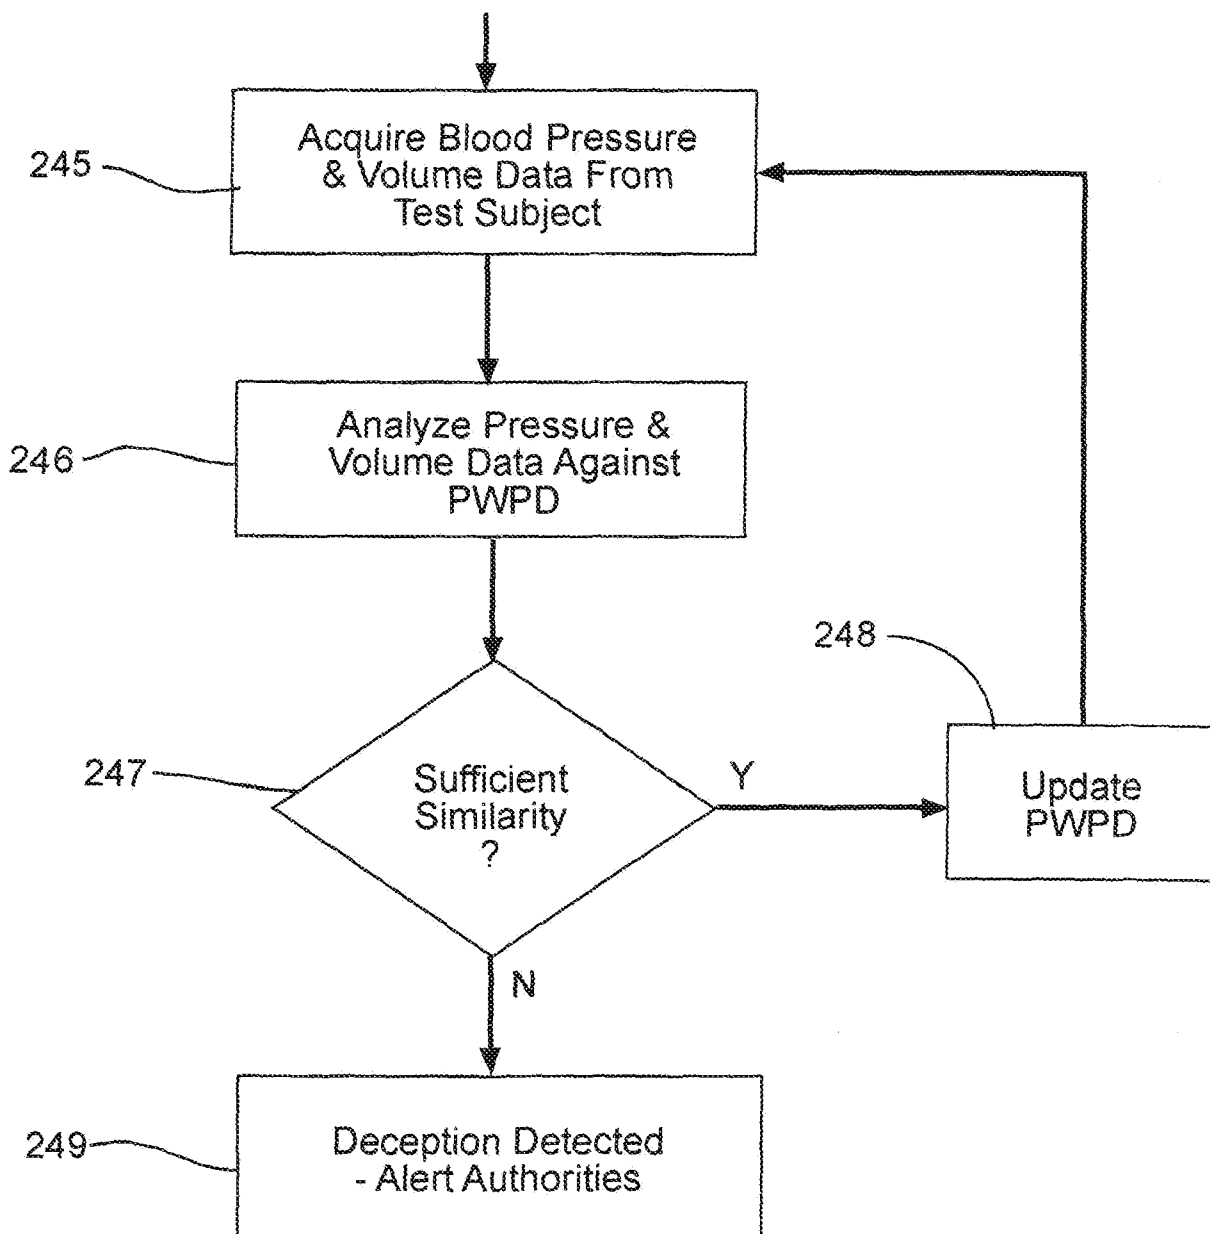 245
Acquire Blood Pressure
& Volume Data From
Test Subject
246
Analyze Pressure &
Volume Data Against
PWPD
247
Sufficient
Similarity
?
Y
248
Update
PWPD
N
249
Deception Detected
- Alert Authorities